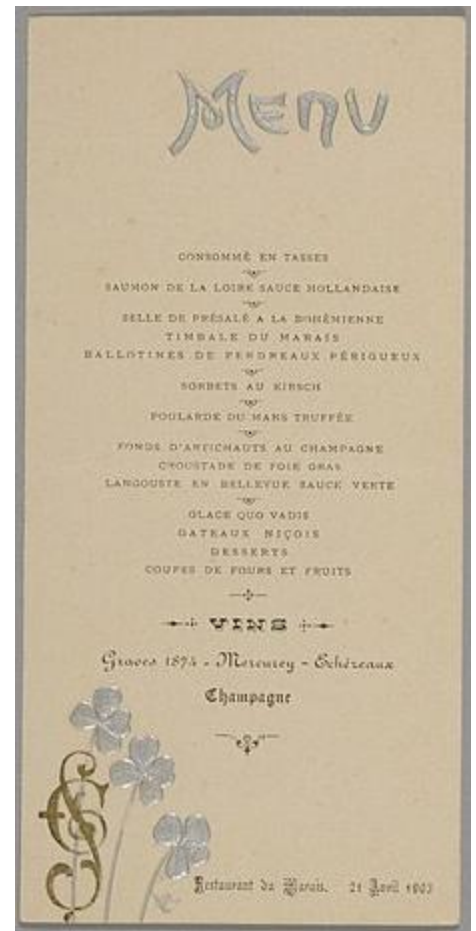 Menu
CONSOMMÉ EN TASSES
SAUMON DE LA LOIRE SAUCE HOLLANDAISE
SELLE DE PRÉSALÉ A LA BOHÉMIENNE
TIMBALE DU MARAIS
BALLOTINES DE PERDREAUX PÉRIGUEUX
SORBETS AU KIRSCH
POULARDE DU MANS TRUFFÉE
FONDS D'ARTICHAUTS AU CHAMPAGNE
CROUSTADE DE FOIE GRAS
LANGOUSTE EN BELLEVUE SAUCE VERTE
GLACE QUO VADIS
GATEAUX NIÇOIS
DESSERTS
COUPES DE FOURS ET FRUITS
VINS
Graves 1874 - Mercurey - Echézeaux
Champagne
Restaurant du Marais. 21 Avril 1903